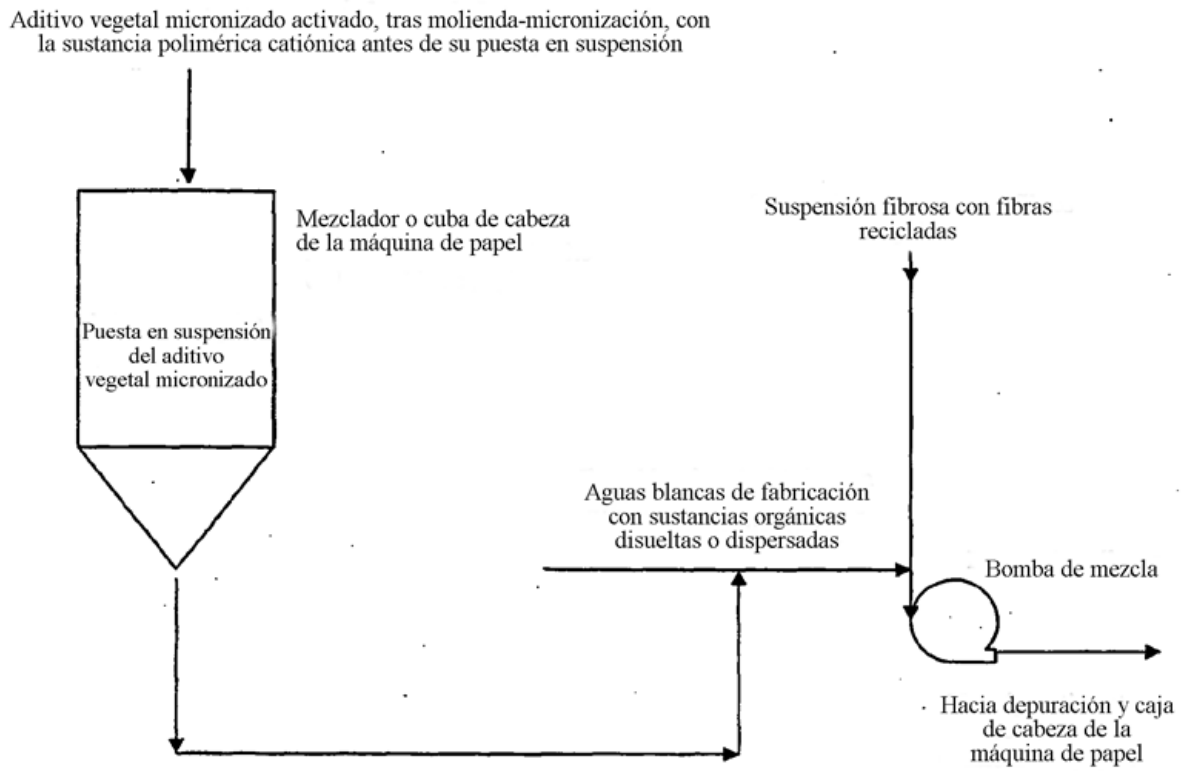 Aditivo vegetal micronizado activado, tras molienda-micronización, con
la sustancia polimérica catiónica antes de su puesta en suspensión
Mezclador o cuba de cabeza
de la máquina de papel
Suspensión fibrosa con fibras
recicladas
Puesta en suspensión
del aditivo
vegetal micronizado
Aguas blancas de fabricación
con sustancias orgánicas
disueltas o dispersadas
Bomba de mezcla
Hacia depuración y caja
de cabeza de la
máquina de papel